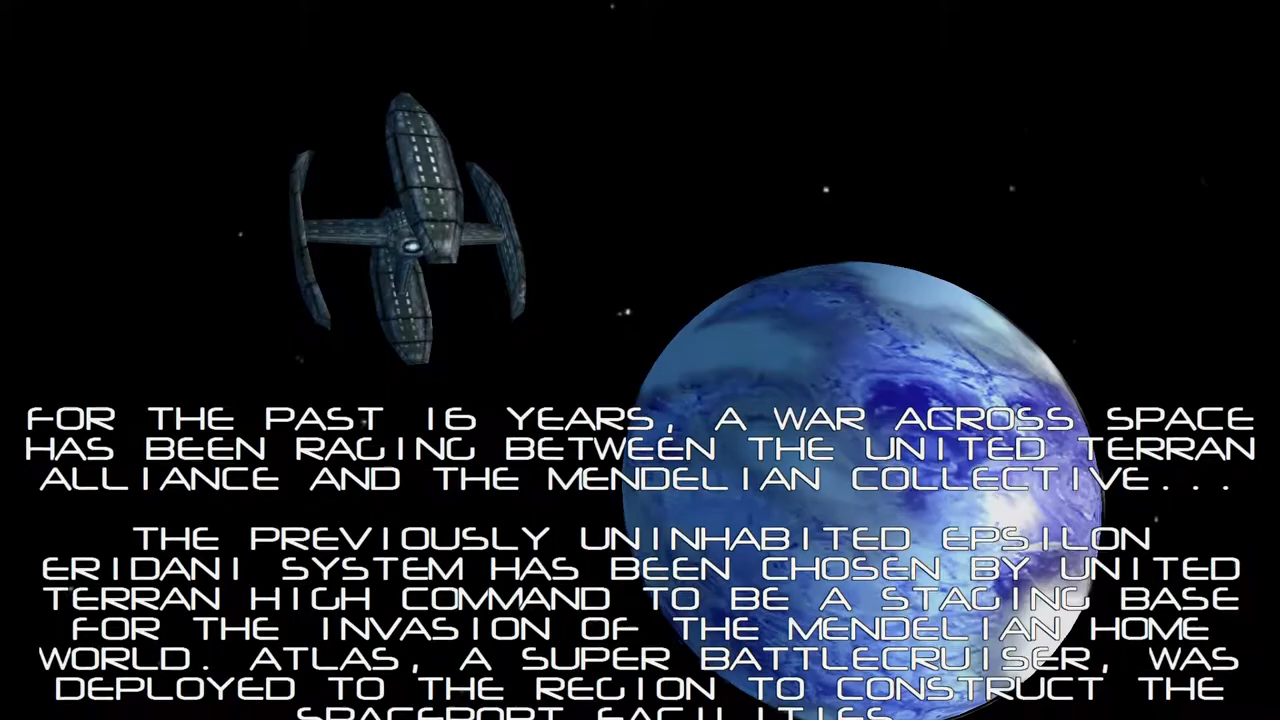 FOR THE PAST 16 YEARS, A WAR ACROSS SPACE
HAS BEEN RAGING BETWEEN THE UNITED TERRAN
ALLIANCE AND THE MENDELIAN COLLECTIVE...
THE PREVIOUSLY UNINHABITED EPSILON
ERIDANI SYSTEM HAS BEEN CHOSEN BY UNITED
TERRAN HIGH COMMAND TO BE A STAGING BASE
FOR THE INVASION OF THE MENDELIAN HOME
WORLD. ATLAS, A SUPER BATTLECRUISER, WAS
DEPLOYED TO THE REGION TO CONSTRUCT THE
SPACEPORT FACILITIES.